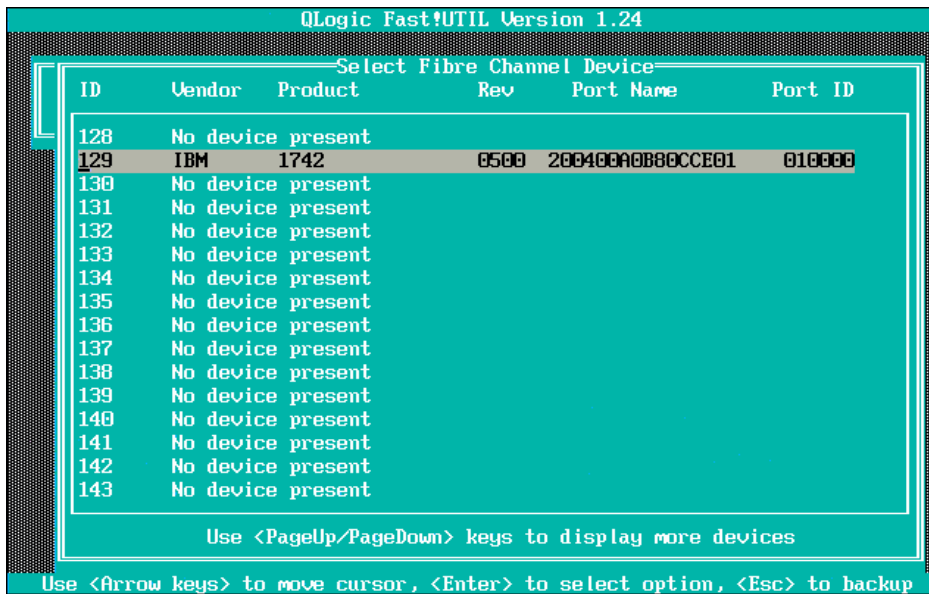 QLogic Fast!UTIL Version 1.24
Select Fibre Channel Device
ID Vendor Product Rev Port Name Port ID
128 No device present
129 IBM 1742 0500 200400A0B80CCE01 010000
130 No device present
131 No device present
132 No device present
133 No device present
134 No device present
135 No device present
136 No device present
137 No device present
138 No device present
139 No device present
140 No device present
141 No device present
142 No device present
143 No device present
Use <PageUp/PageDown> keys to display more devices
Use <Arrow keys> to move cursor, <Enter> to select option, <Esc> to backup